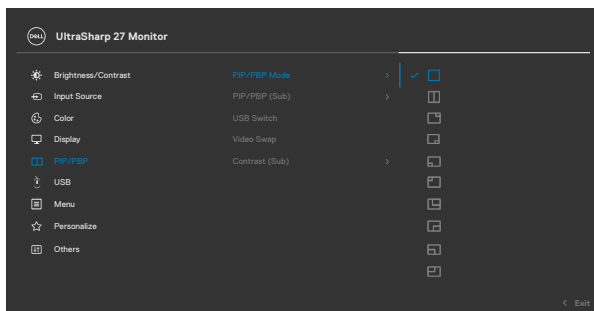 DELL UltraSharp 27 Monitor
Brightness/Contrast PIP/PBP Mode
Input Source PIP/PBP (Sub)
Color USB Switch
Display Video Swap
PIP/PBP Contrast (Sub)
USB
Menu
Personalize
Others
Exit